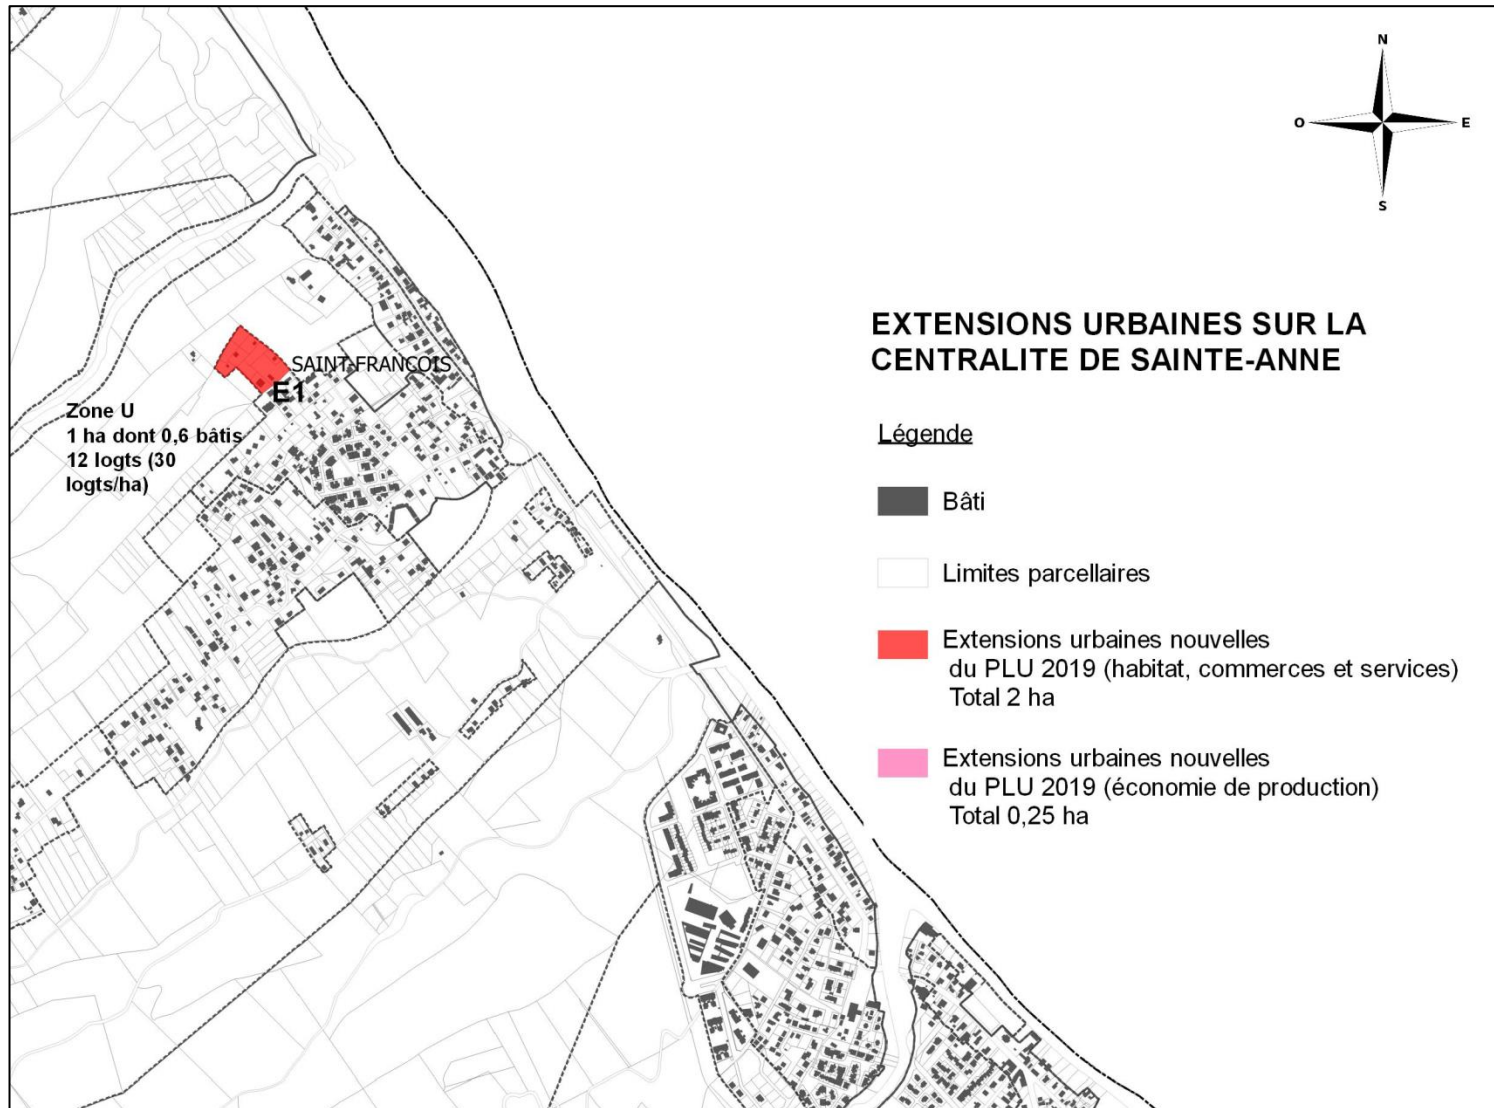 N
O
E
S
EXTENSIONS URBAINES SUR LA
CENTRALITE DE SAINTE-ANNE
Légende
Bâti
Limites parcellaires
Extensions urbaines nouvelles
du PLU 2019 (habitat, commerces et services)
Total 2 ha
Extensions urbaines nouvelles
du PLU 2019 (économie de production)
Total 0,25 ha
SAINT-FRANCOIS
E1
Zone U
1 ha dont 0,6 bâtis
12 logts (30
logts/ha)